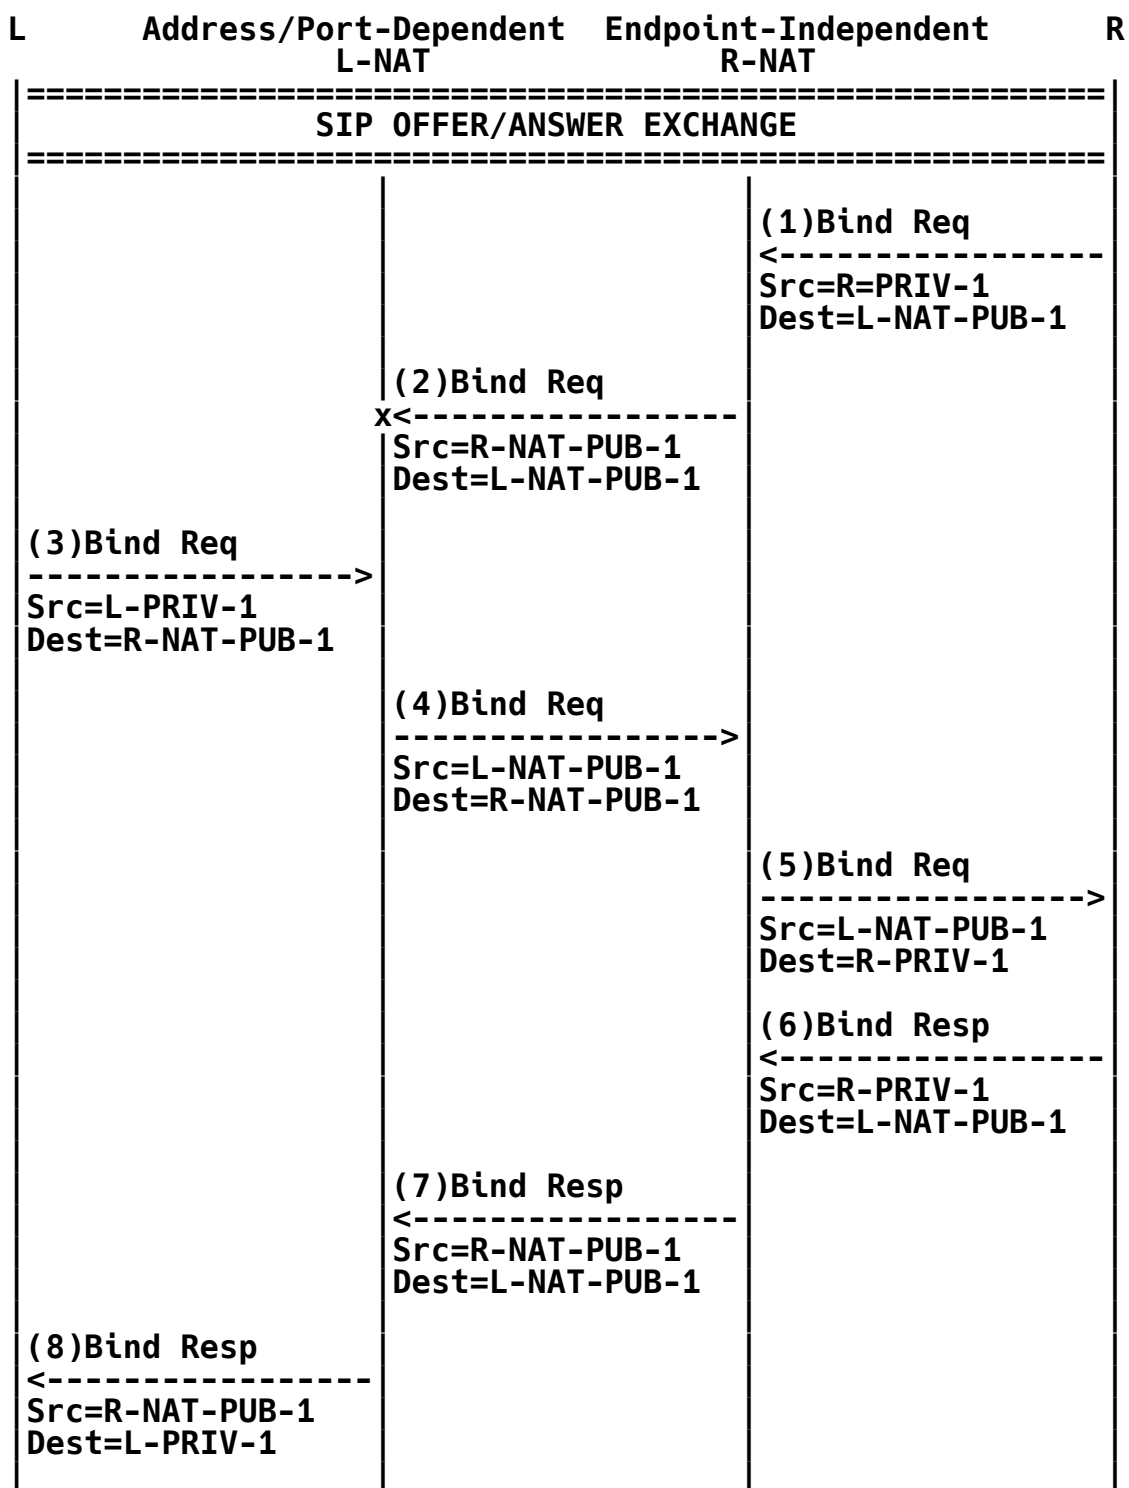 L Address/Port-Dependent Endpoint-Independent R
L-NAT R-NAT
|========================================================|
SIP OFFER/ANSWER EXCHANGE
|========================================================|
(1)Bind Req
<-----------------
Src=R=PRIV-1
Dest=L-NAT-PUB-1
(2)Bind Req
x<-----------------
Src=R-NAT-PUB-1
Dest=L-NAT-PUB-1
(3)Bind Req
----------------->
Src=L-PRIV-1
Dest=R-NAT-PUB-1
(4)Bind Req
----------------->
Src=L-NAT-PUB-1
Dest=R-NAT-PUB-1
(5)Bind Req
----------------->
Src=L-NAT-PUB-1
Dest=R-PRIV-1
(6)Bind Resp
<-----------------
Src=R-PRIV-1
Dest=L-NAT-PUB-1
(7)Bind Resp
<-----------------
Src=R-NAT-PUB-1
Dest=L-NAT-PUB-1
(8)Bind Resp
<-----------------
Src=R-NAT-PUB-1
Dest=L-PRIV-1